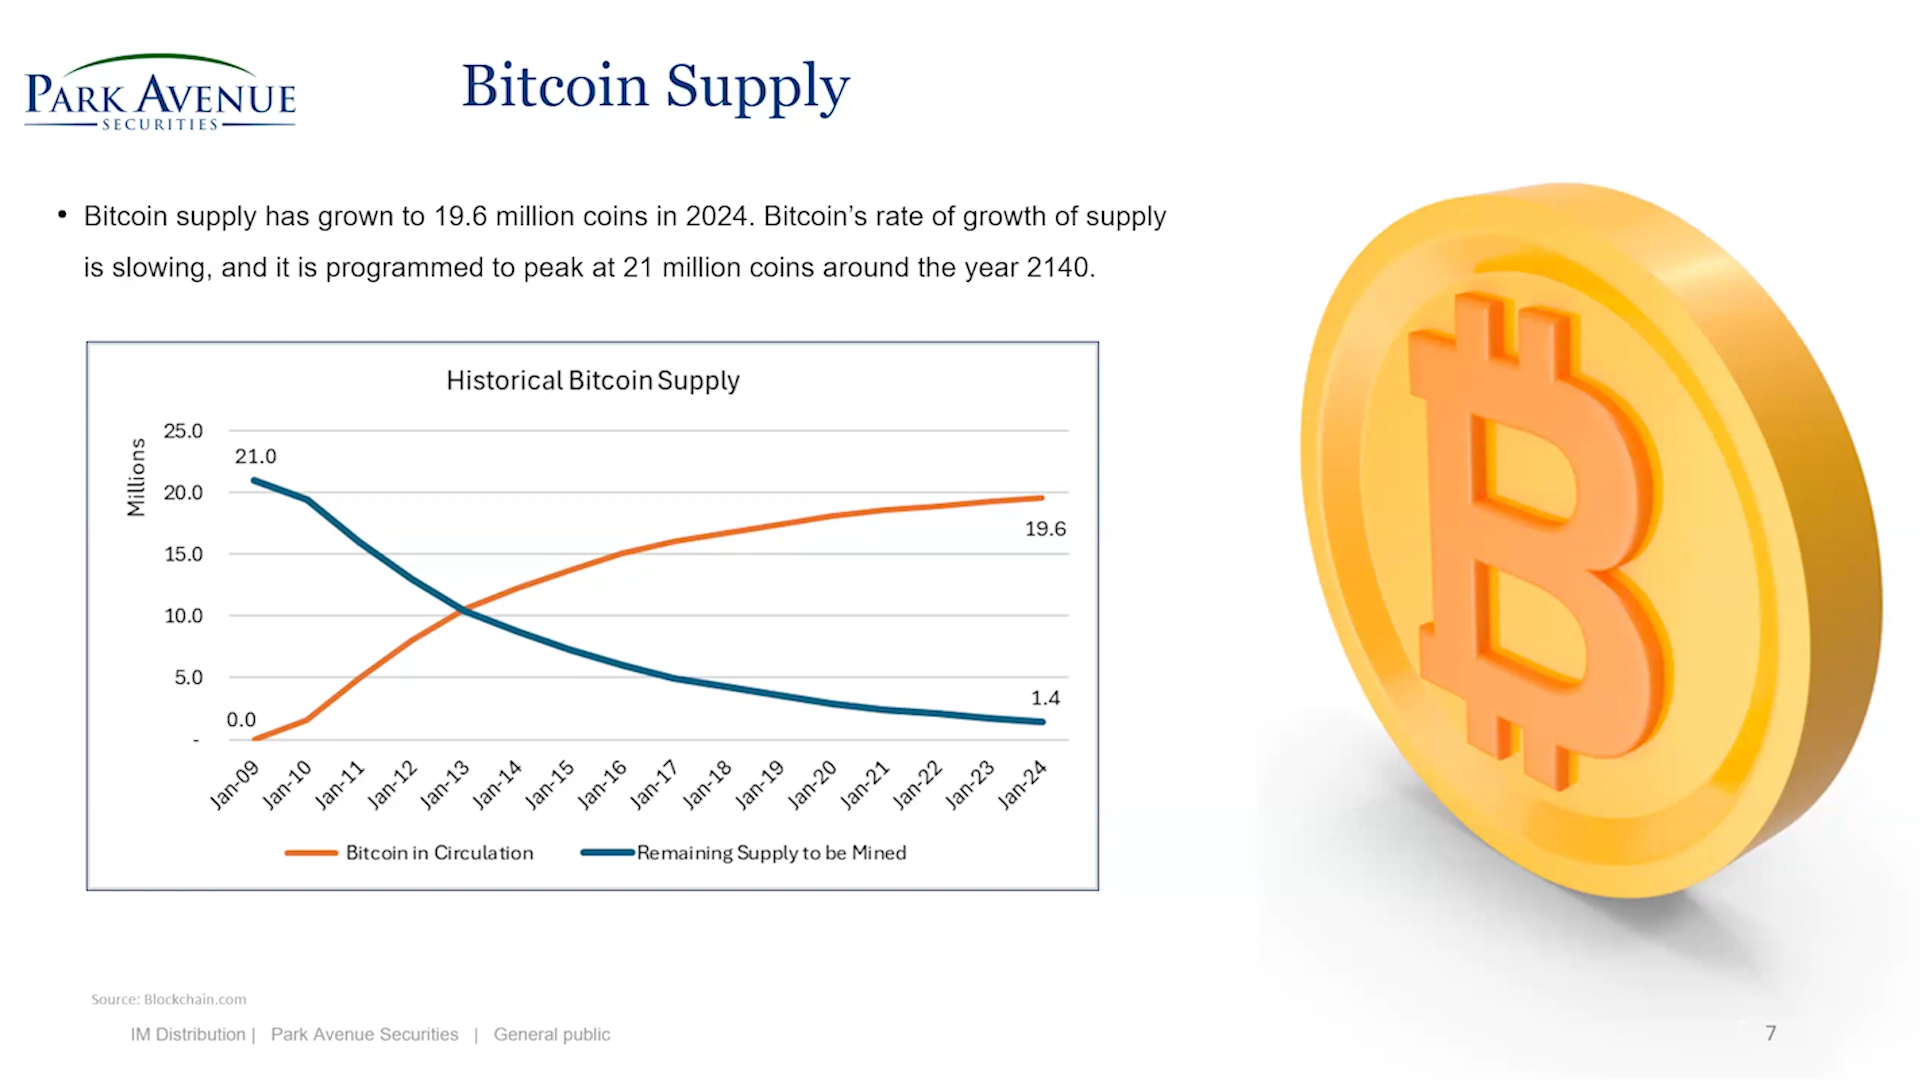 PARK AVENUE
SECURITIES
Bitcoin Supply
• Bitcoin supply has grown to 19.6 million coins in 2024. Bitcoin’s rate of growth of supply
is slowing, and it is programmed to peak at 21 million coins around the year 2140.
Historical Bitcoin Supply
Millions
25.0
20.0
15.0
10.0
5.0
-
21.0
0.0
19.6
1.4
Jan-09
Jan-10
Jan-11
Jan-12
Jan-13
Jan-14
Jan-15
Jan-16
Jan-17
Jan-18
Jan-19
Jan-20
Jan-21
Jan-22
Jan-23
Jan-24
Bitcoin in Circulation
Remaining Supply to be Mined
Source: Blockchain.com
IM Distribution | Park Avenue Securities | General public
7